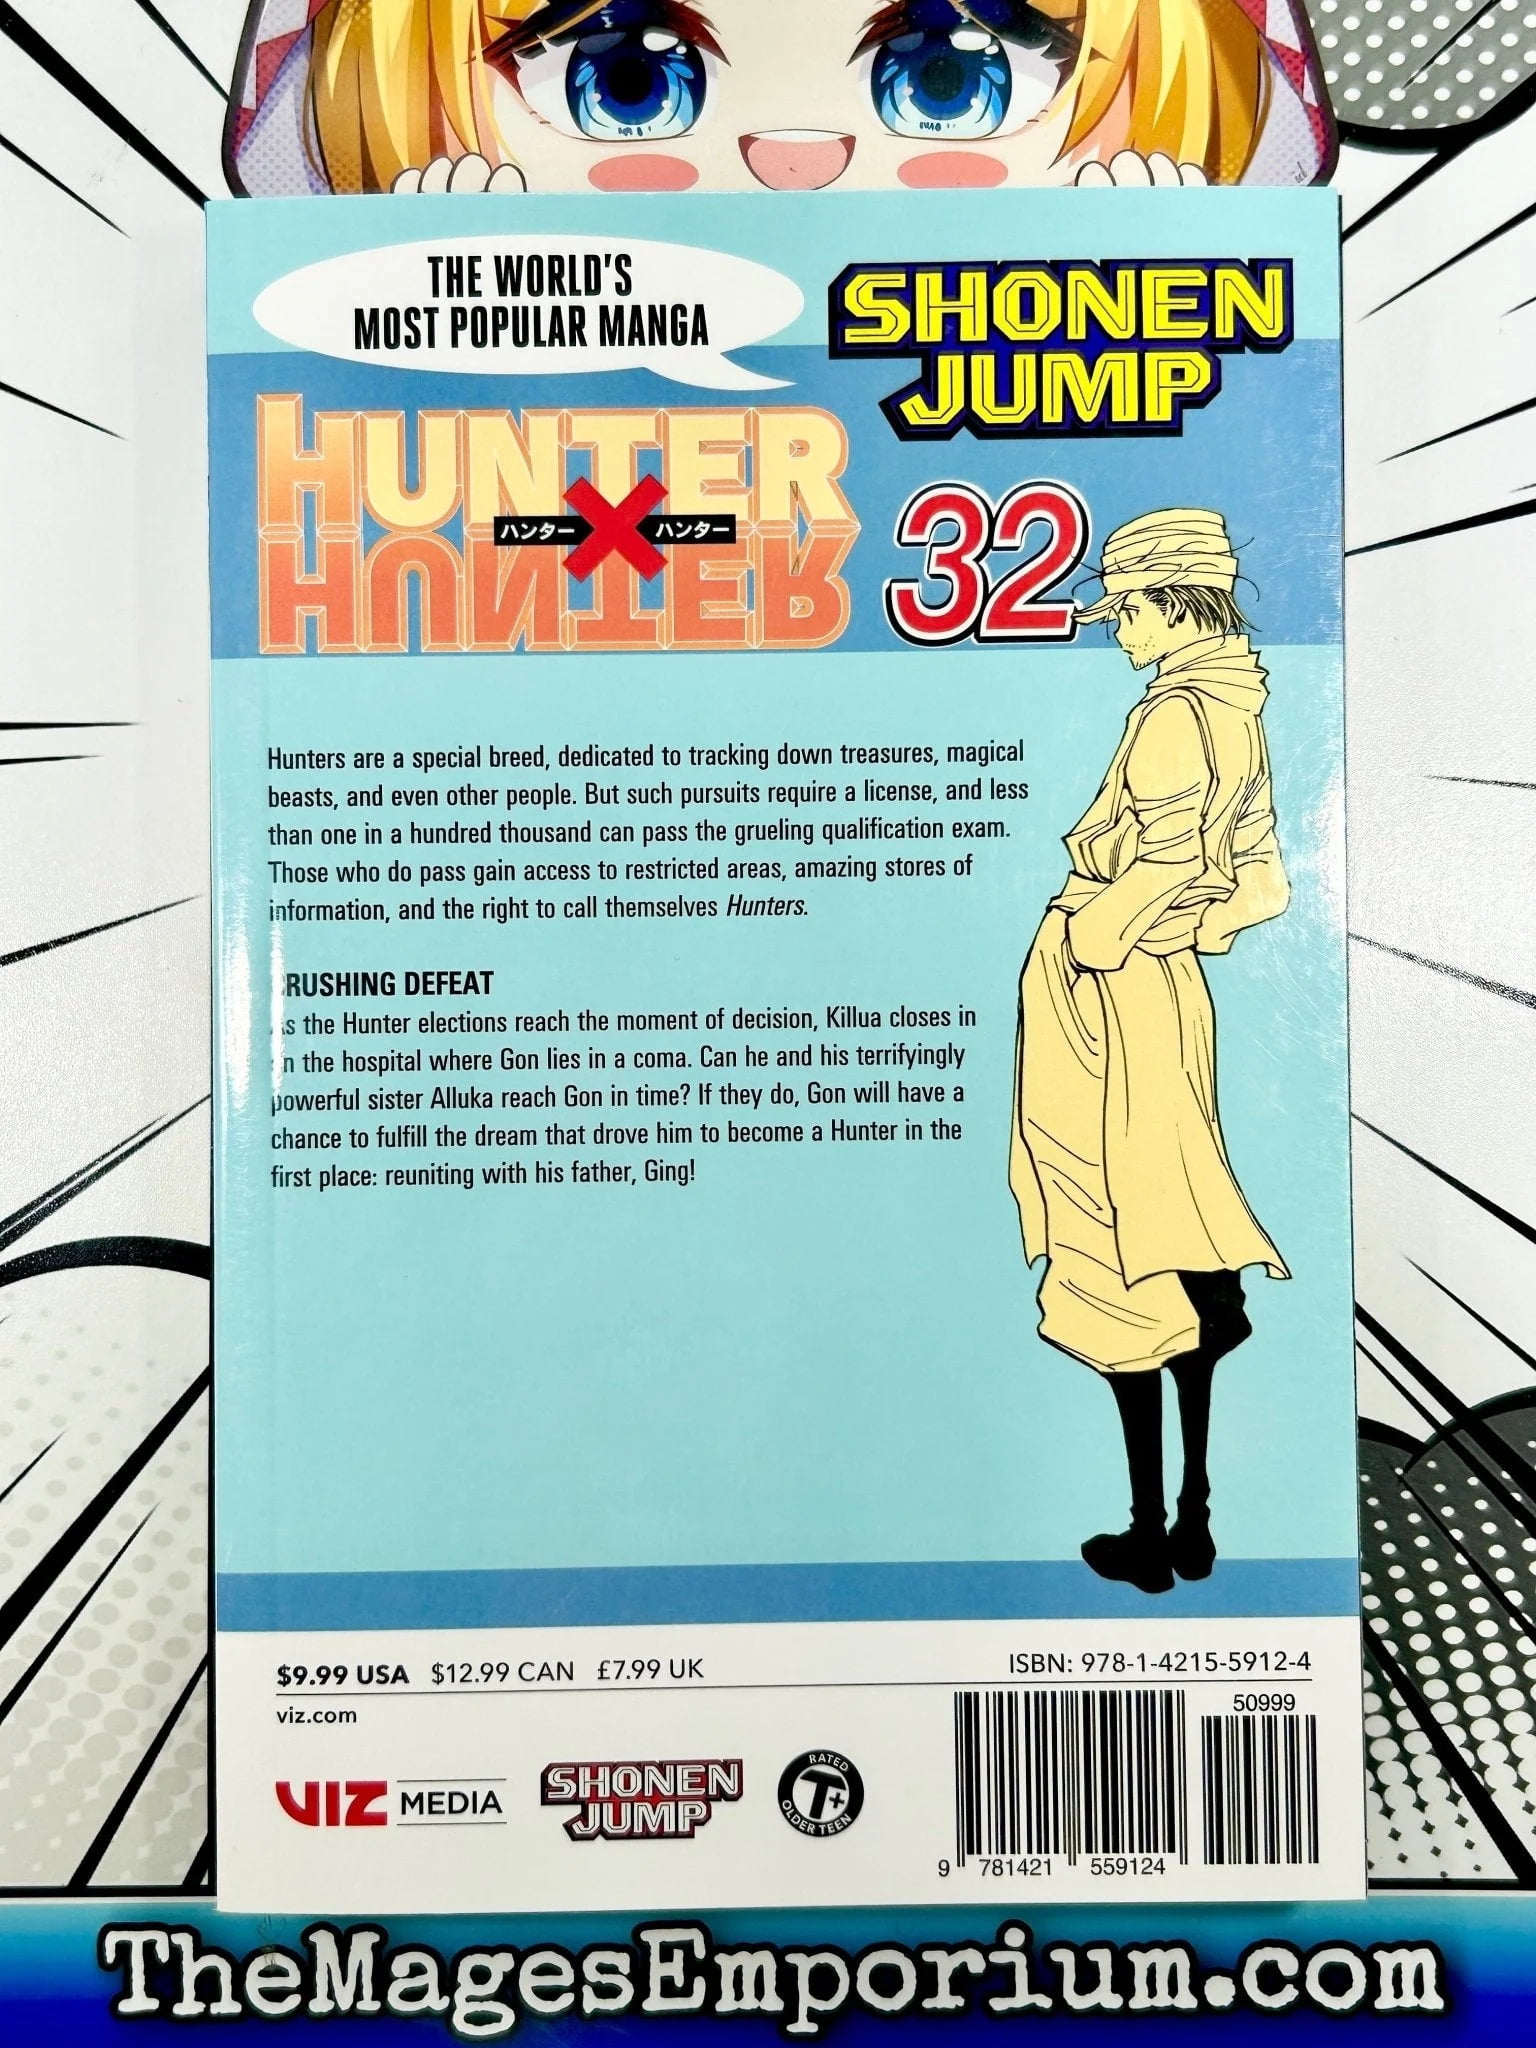 THE WORLD'S
MOST POPULAR MANGA
SHONEN
JUMP
HUNTER
ハンター × ハンター
HUNTER
32
Hunters are a special breed, dedicated to tracking down treasures, magical
beasts, and even other people. But such pursuits require a license, and less
than one in a hundred thousand can pass the grueling qualification exam.
Those who do pass gain access to restricted areas, amazing stores of
information, and the right to call themselves Hunters.
CRUSHING DEFEAT
As the Hunter elections reach the moment of decision, Killua closes in
on the hospital where Gon lies in a coma. Can he and his terrifyingly
powerful sister Alluka reach Gon in time? If they do, Gon will have a
chance to fulfill the dream that drove him to become a Hunter in the
first place: reuniting with his father, Ging!
$9.99 USA $12.99 CAN £7.99 UK
ISBN: 978-1-4215-5912-4
viz.com
50999
VIZ MEDIA
SHONEN
JUMP
RATED
T+
OLDER TEEN
9 781421 559124
TheMagesEmporium.com